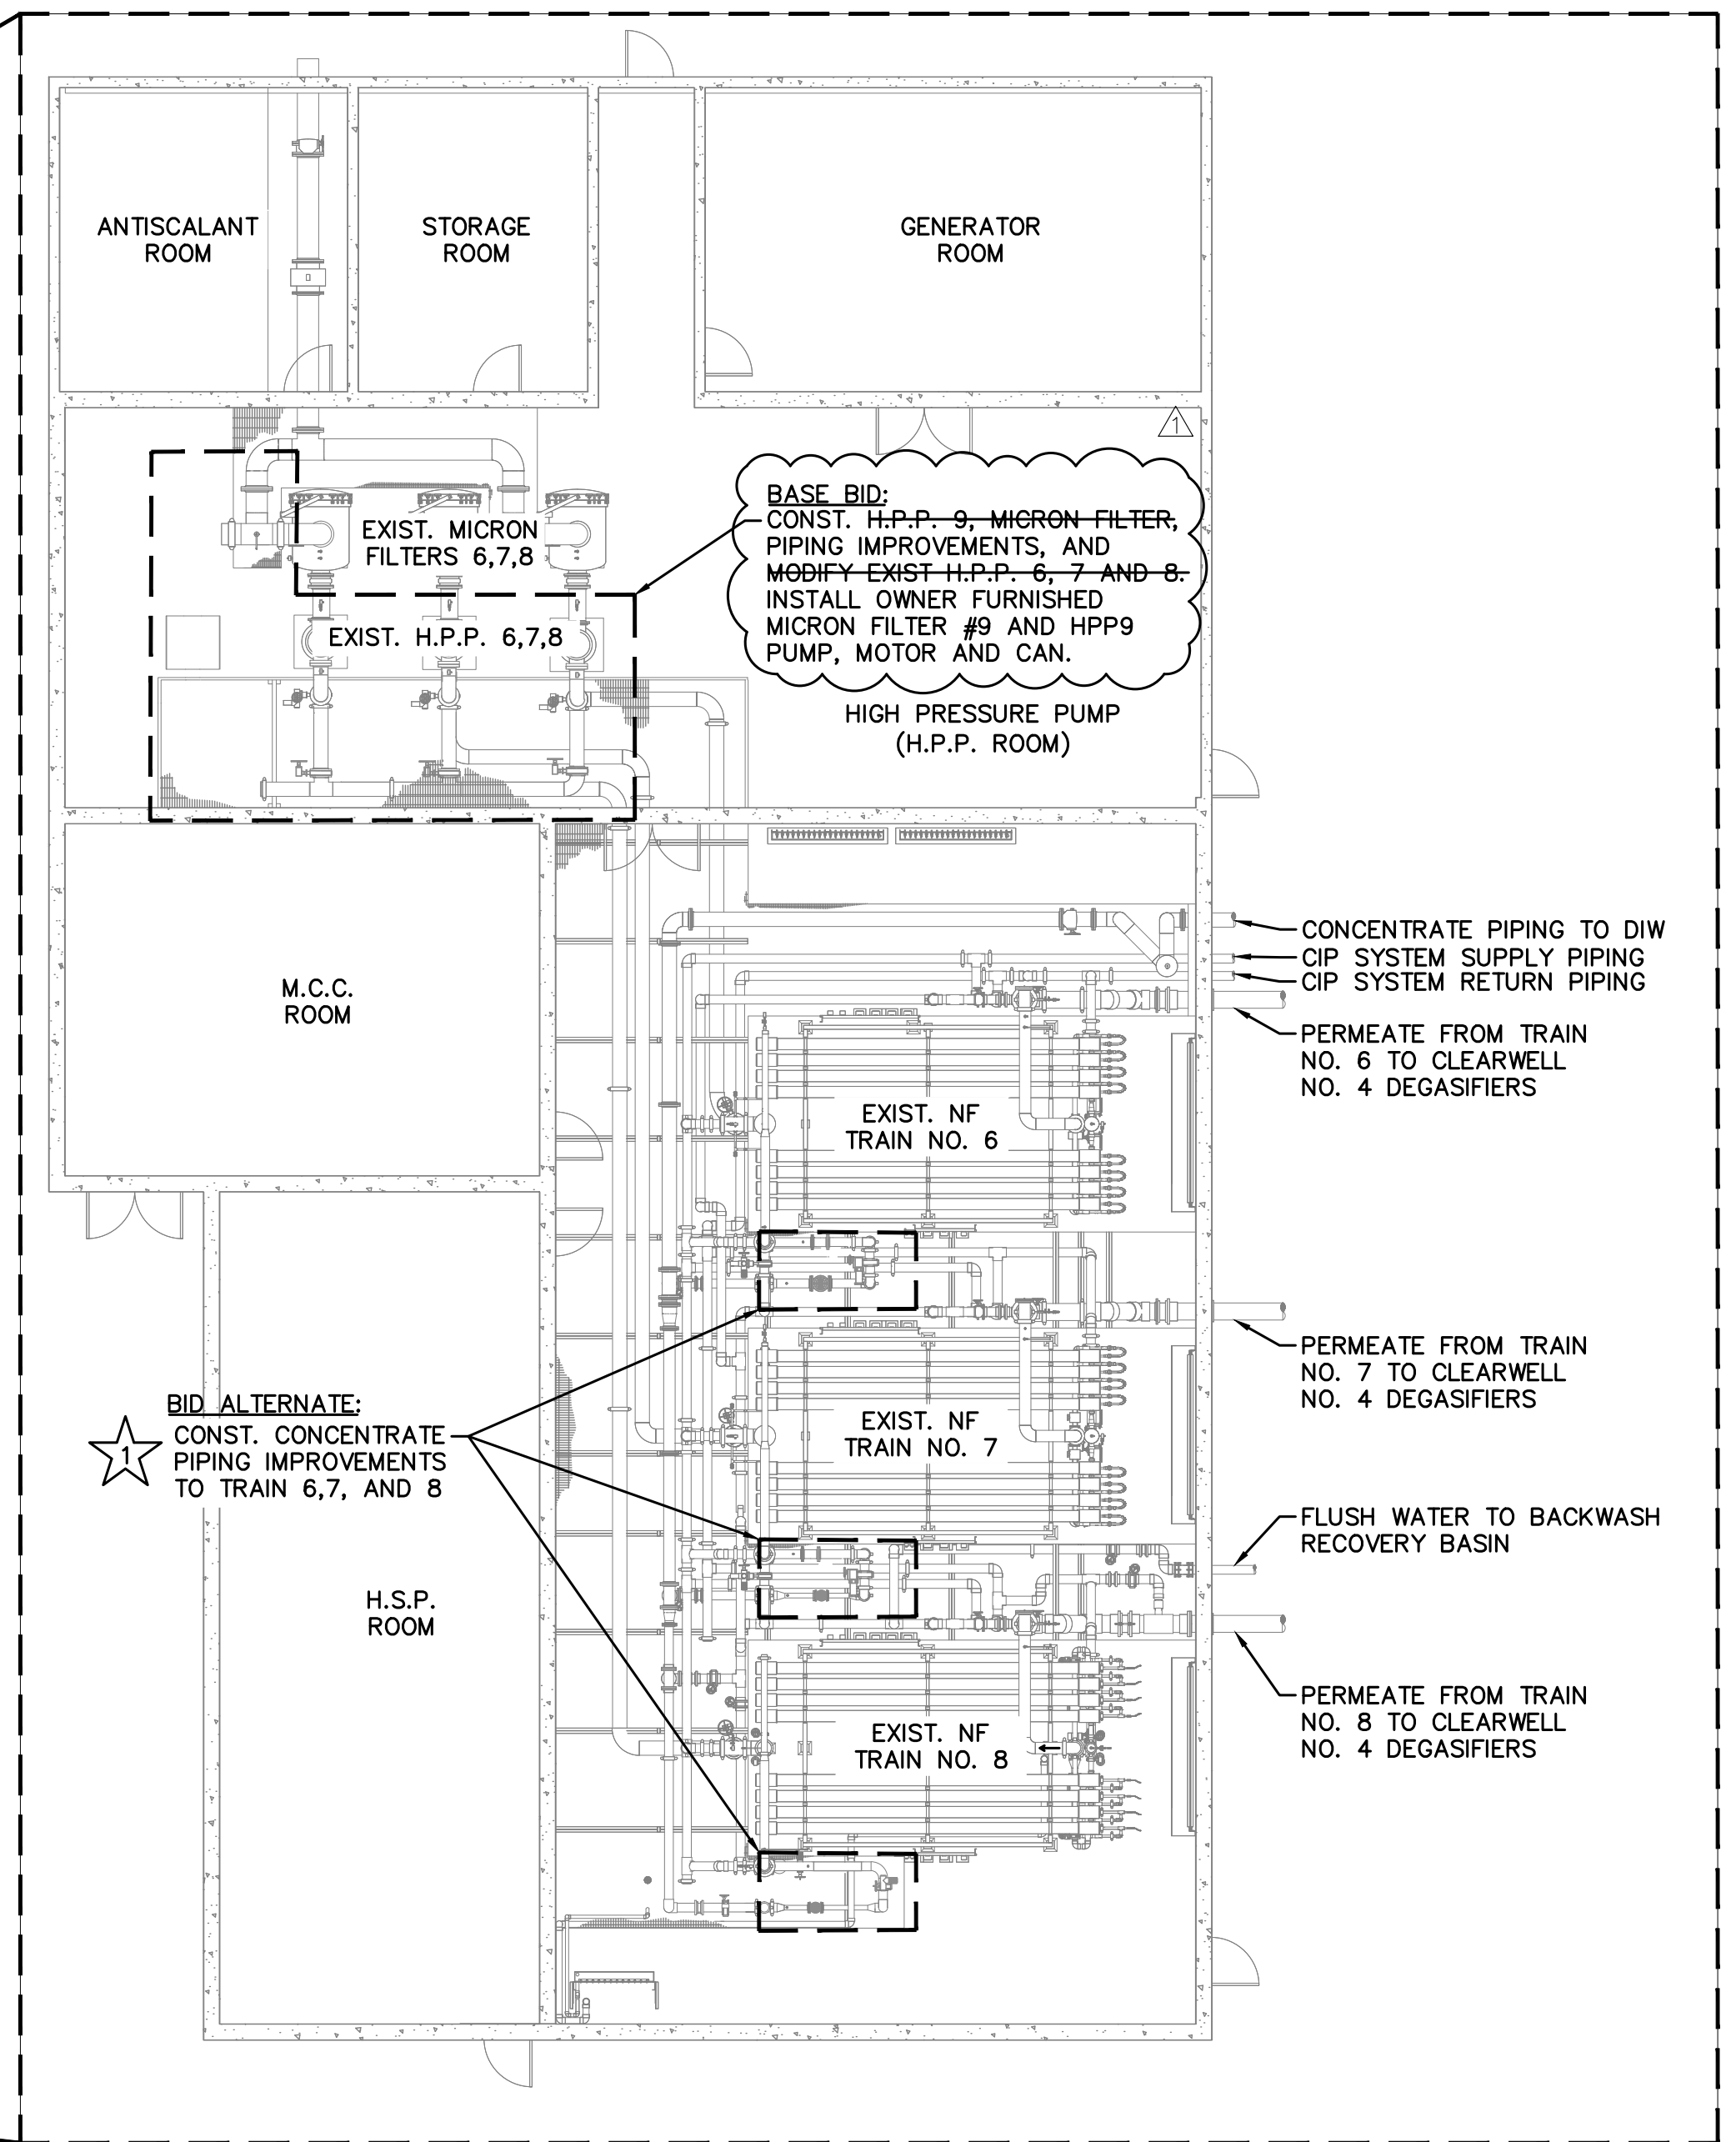 ANTISCALANT
ROOM
STORAGE
ROOM
GENERATOR
ROOM
1
BASE BID:
CONST. H.P.P. 9, MICRON FILTER,
PIPING IMPROVEMENTS, AND
MODIFY EXIST H.P.P. 6, 7 AND 8.
INSTALL OWNER FURNISHED
MICRON FILTER #9 AND HPP9
PUMP, MOTOR AND CAN.
EXIST. MICRON
FILTERS 6,7,8
EXIST. H.P.P. 6,7,8
HIGH PRESSURE PUMP
(H.P.P. ROOM)
M.C.C.
ROOM
CONCENTRATE PIPING TO DIW
CIP SYSTEM SUPPLY PIPING
CIP SYSTEM RETURN PIPING
PERMEATE FROM TRAIN
NO. 6 TO CLEARWELL
NO. 4 DEGASIFIERS
EXIST. NF
TRAIN NO. 6
PERMEATE FROM TRAIN
NO. 7 TO CLEARWELL
NO. 4 DEGASIFIERS
BID ALTERNATE:
1
CONST. CONCENTRATE
PIPING IMPROVEMENTS
TO TRAIN 6,7, AND 8
EXIST. NF
TRAIN NO. 7
FLUSH WATER TO BACKWASH
RECOVERY BASIN
H.S.P.
ROOM
PERMEATE FROM TRAIN
NO. 8 TO CLEARWELL
NO. 4 DEGASIFIERS
EXIST. NF
TRAIN NO. 8